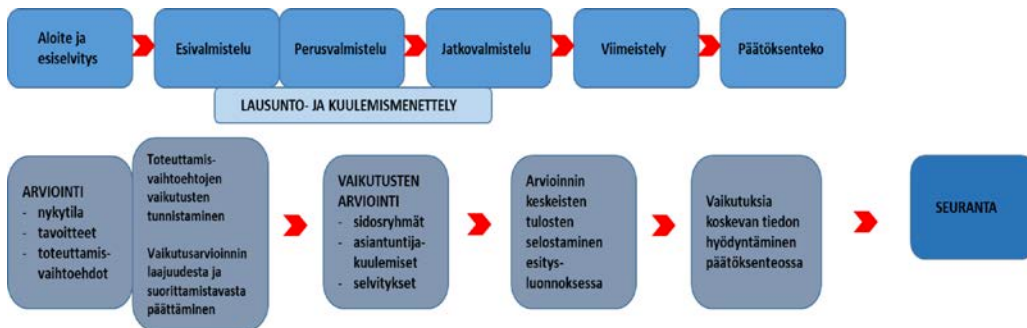 Aloite ja
esiselvitys
Esivalmistelu
Perusvalmistelu
Jatkovalmistelu
Viimeistely
Päätöksenteko
LAUSUNTO- JA KUULEMISMENETTELY
ARVIOINTI
- nykytila
- tavoitteet
- toteuttamis-
vaihtoehdot
Toteuttamis-
vaihtoehtojen
vaikutusten
tunnistaminen
Vaikutusarvioinnin
laajuudesta ja
suorittamistavasta
päättäminen
VAIKUTUSTEN
ARVIOINTI
- sidosryhmät
- asiantuntija-
kuulemiset
- selvitykset
Arvioinnin
keskeisten
tulosten
selostaminen
esitys-
luonnoksessa
Vaikutuksia
koskevan tiedon
hyödyntäminen
päätöksenteossa
SEURANTA